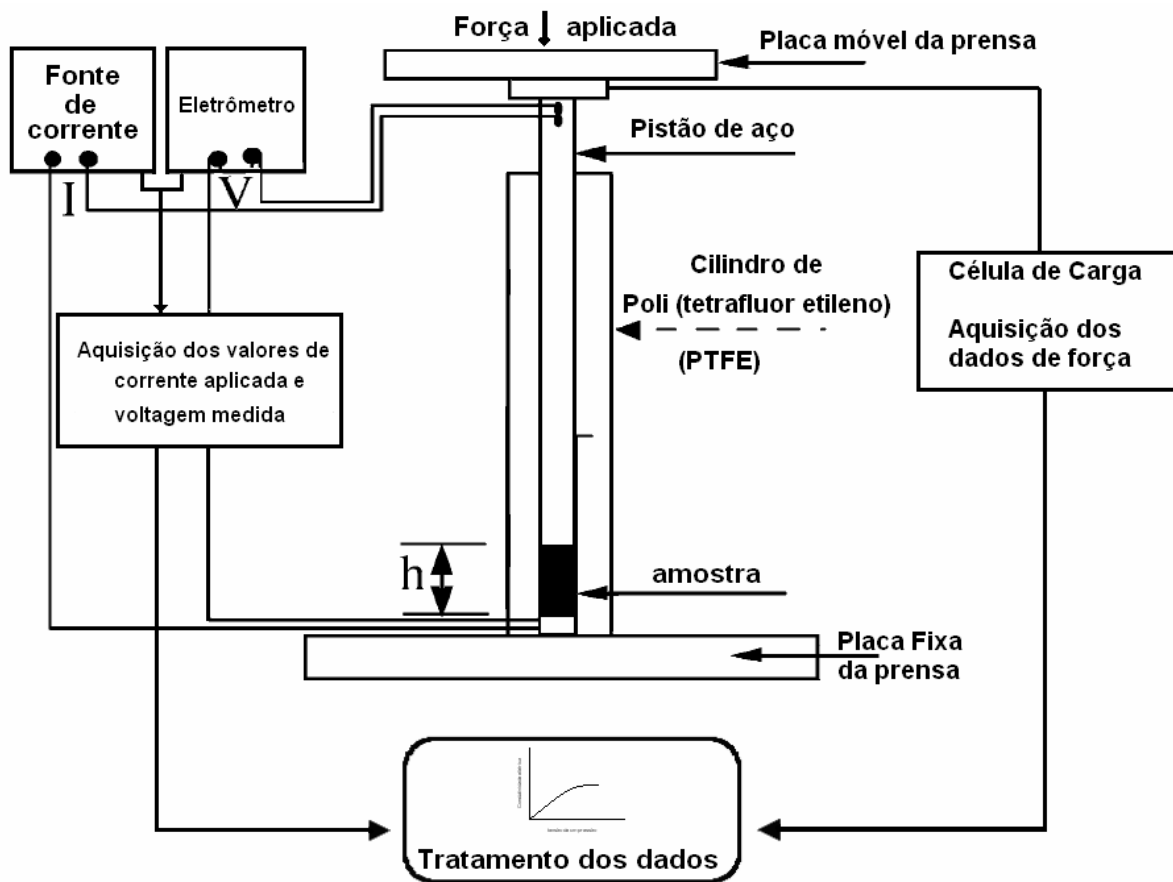 Força aplicada
Placa móvel da prensa
Fonte
de
corrente
Eletrômetro
Pistão de aço
I
V
Cilindro de
Poli (tetrafluor etileno)
(PTFE)
Célula de Carga
Aquisição dos
dados de força
Aquisição dos valores de
corrente aplicada e
voltagem medida
h
amostra
Placa Fixa
da prensa
Tratamento dos dados